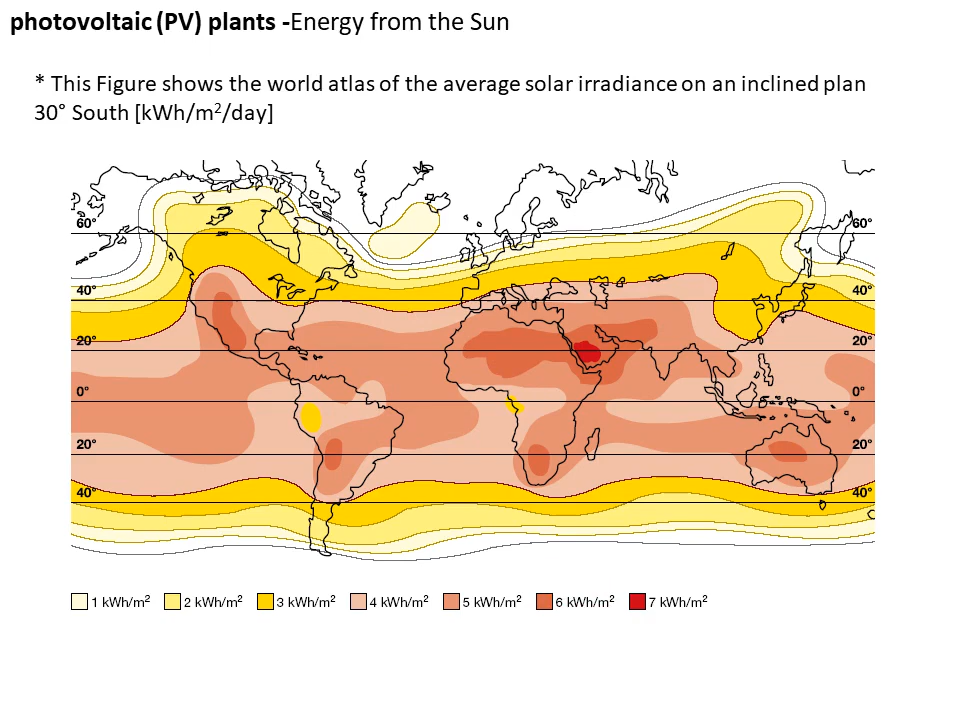 photovoltaic (PV) plants -Energy from the Sun
* This Figure shows the world atlas of the average solar irradiance on an inclined plan
30° South [kWh/m²/day]
60° 60°
40° 40°
20° 20°
0° 0°
20° 20°
40° 40°
1 kWh/m² 2 kWh/m² 3 kWh/m² 4 kWh/m² 5 kWh/m² 6 kWh/m² 7 kWh/m²